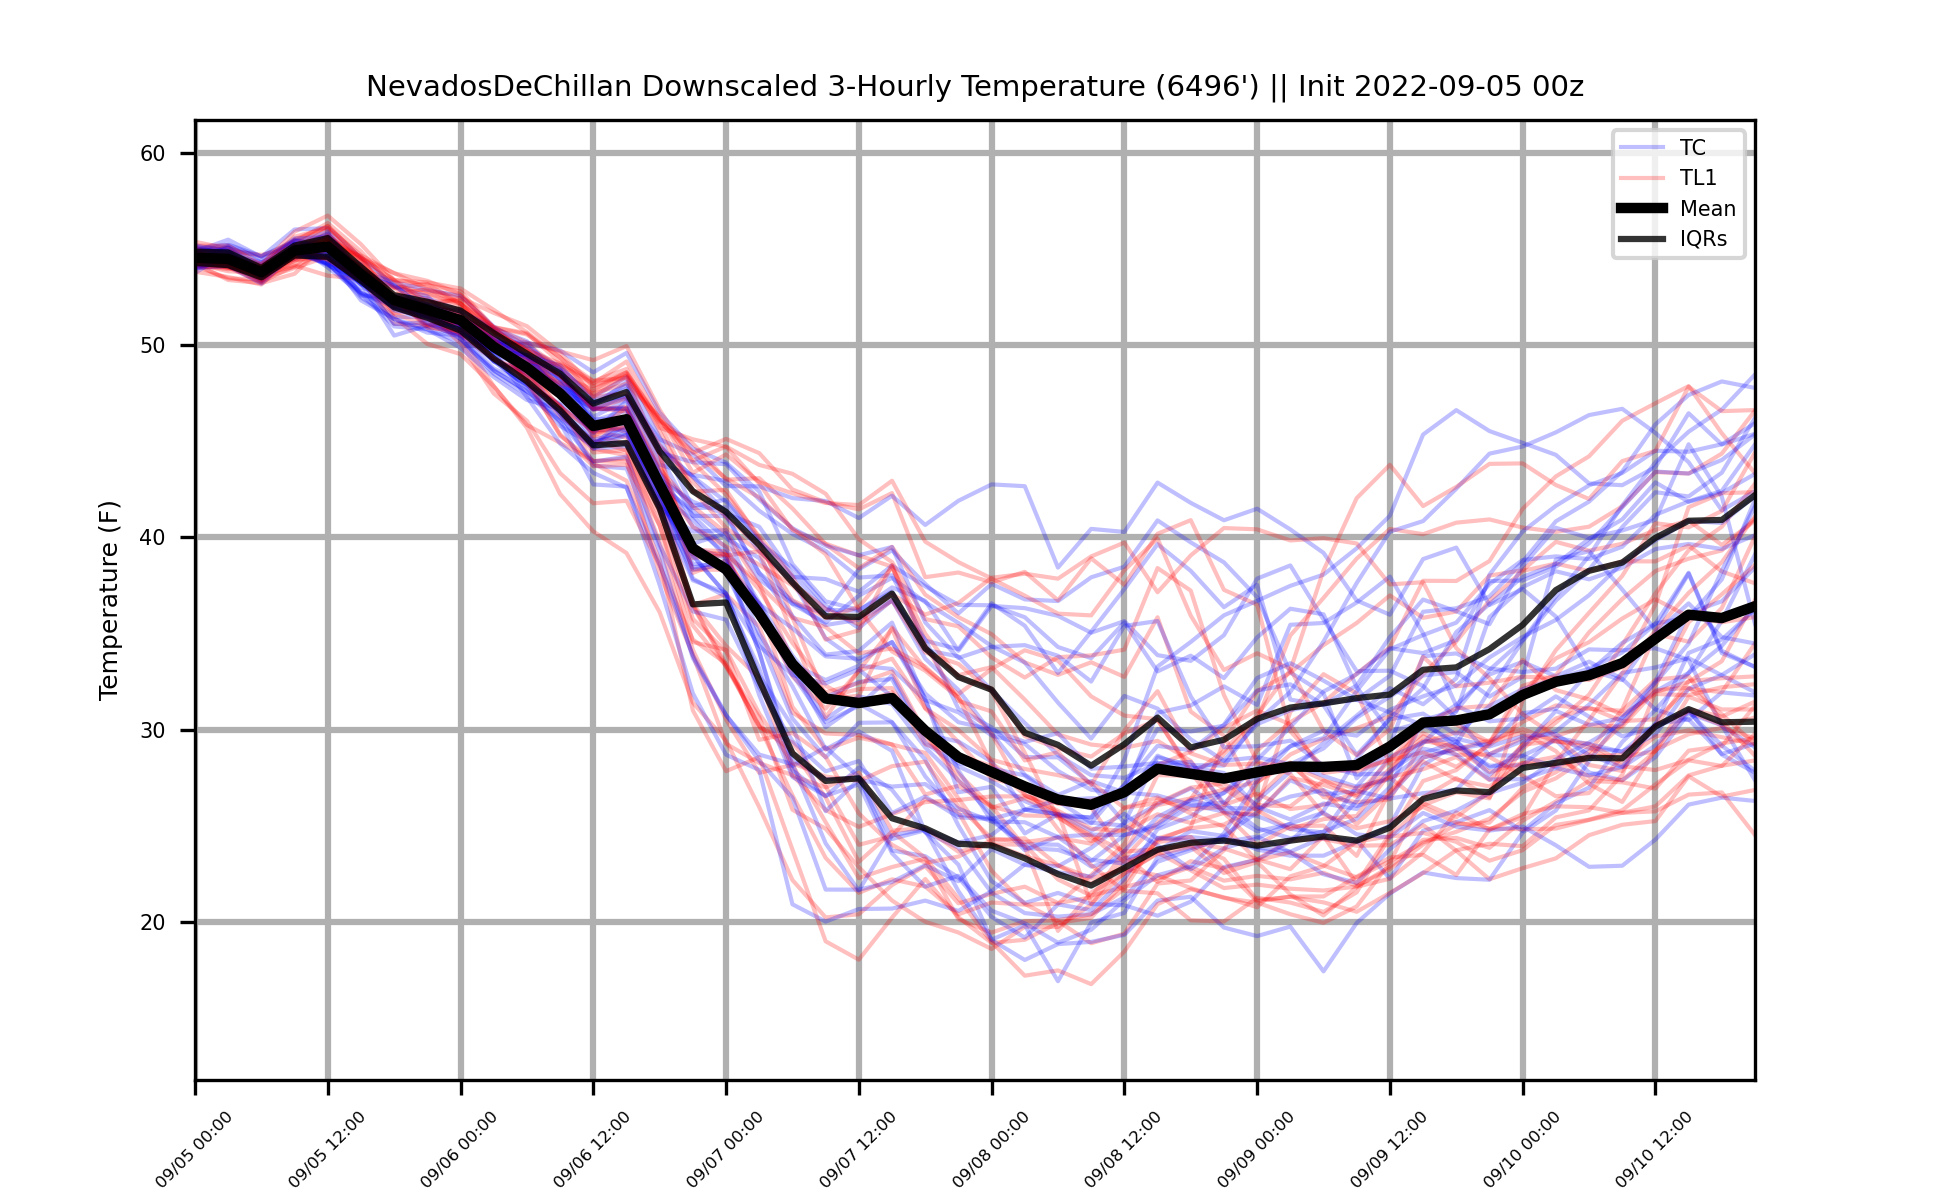 NevadosDeChillan Downscaled 3-Hourly Temperature (6496') || Init 2022-09-05 00z
TC
TL1
Mean
IQRs
Temperature (F)
60
50
40
30
20
09/05 00:00
09/05 12:00
09/06 00:00
09/06 12:00
09/07 00:00
09/07 12:00
09/08 00:00
09/08 12:00
09/09 00:00
09/09 12:00
09/10 00:00
09/10 12:00